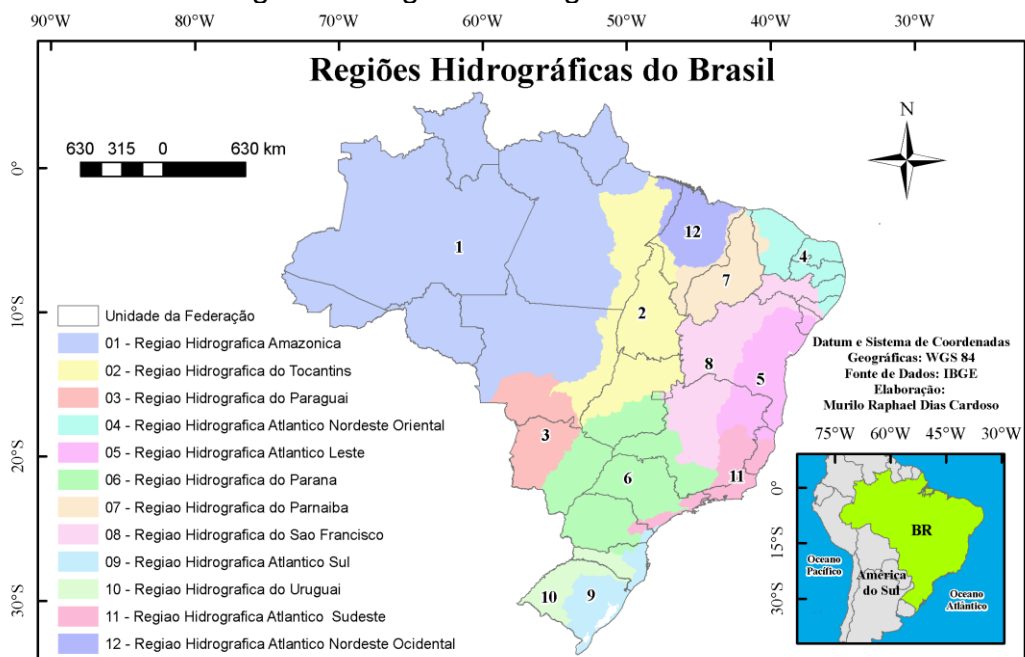 90°W 80°W 70°W 60°W 50°W 40°W 30°W
Regiões Hidrográficas do Brasil
N
630 315 0 630 km
0°
10°S
20°S
30°S
1
2
3
4
5
6
7
8
9
10
11
12
Unidade da Federação
01 - Regiao Hidrografica Amazonica
02 - Regiao Hidrografica do Tocantins
03 - Regiao Hidrografica do Paraguai
04 - Regiao Hidrografica Atlantico Nordeste Oriental
05 - Regiao Hidrografica Atlantico Leste
06 - Regiao Hidrografica do Parana
07 - Regiao Hidrografica do Parnaiba
08 - Regiao Hidrografica do Sao Francisco
09 - Regiao Hidrografica Atlantico Sul
10 - Regiao Hidrografica do Uruguai
11 - Regiao Hidrografica Atlantico Sudeste
12 - Regiao Hidrografica Atlantico Nordeste Ocidental
Datum e Sistema de Coordenadas
Geográficas: WGS 84
Fonte de Dados: IBGE
Elaboração:
Murilo Raphael Dias Cardoso
75°W 60°W 45°W 30°W
0°
15°S
30°S
BR
Oceano
Pacífico
América
do Sul
Oceano
Atlântico